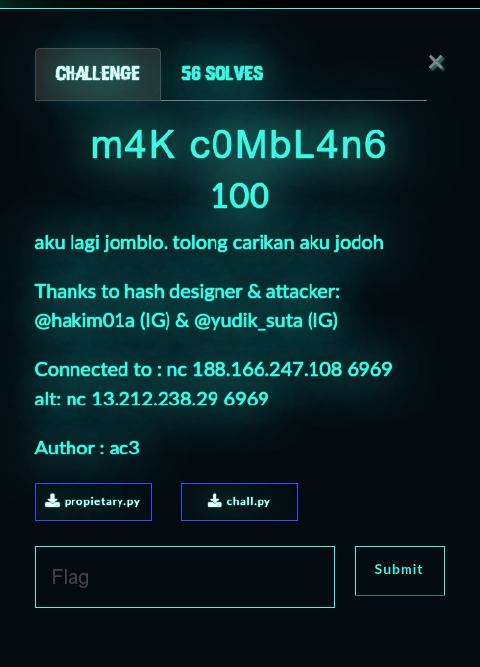 CHALLENGE
56 SOLVES
×
m4K c0MbL4n6
100
aku lagi jomblo. tolong carikan aku jodoh
Thanks to hash designer & attacker:
@hakim01a (IG) & @yudik_suta (IG)
Connected to : nc 188.166.247.108 6969
alt: nc 13.212.238.29 6969
Author : ac3
propietary.py
chall.py
Flag
Submit